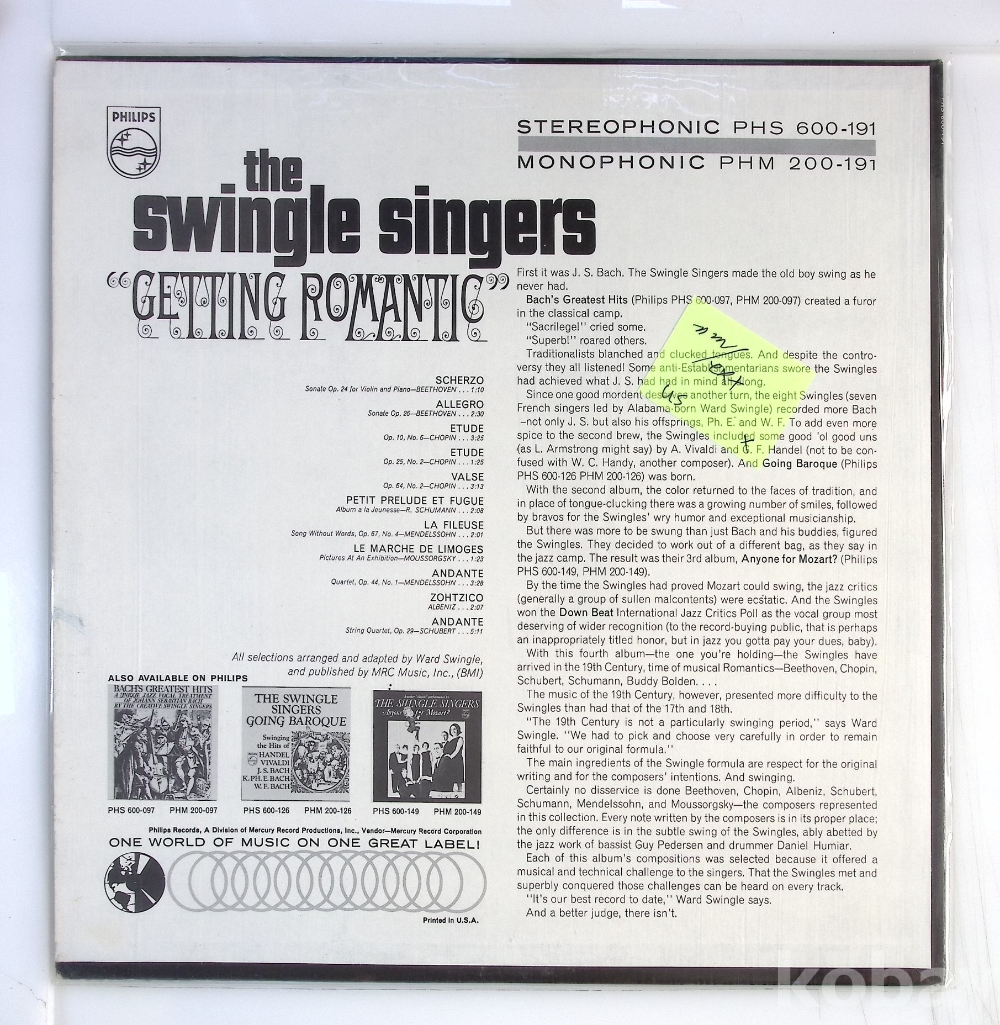 PHILIPS
STEREOPHONIC PHS 600-191
MONOPHONIC PHM 200-191
the
swingle singers
“GETTING ROMANTIC”
SCHERZO
Sonate Op. 24 for Violin and Piano—BEETHOVEN . . . 1:10
ALLEGRO
Sonate Op. 26—BEETHOVEN . . . 2:30
ETUDE
Op. 10, No. 6—CHOPIN . . . 3:25
ETUDE
Op. 25, No. 2—CHOPIN . . . 1:25
VALSE
Op. 64, No. 2—CHOPIN . . . 3:13
PETIT PRELUDE ET FUGUE
Album a la Jeunesse—R. SCHUMANN . . . 2:08
LA FILEUSE
Song Without Words, Op. 67, No. 4—MENDELSSOHN . . . 2:01
LE MARCHE DE LIMOGES
Pictures At An Exhibition—MOUSSORGSKY . . . 1:23
ANDANTE
Quartet, Op. 44, No. 1—MENDELSSOHN . . . 3:28
ZOHTZICO
ALBENIZ . . . 2:07
ANDANTE
String Quartet, Op. 29—SCHUBERT . . . 5:11
All selections arranged and adapted by Ward Swingle,
and published by MRC Music, Inc., (BMI)
ALSO AVAILABLE ON PHILIPS
BACH'S GREATEST HITS
A UNIQUE JAZZ VOCAL TREATMENT
OF JOHANN SEBASTIAN BACH
BY THE CREATIVE SWINGLE SINGERS
THE SWINGLE
SINGERS
GOING BAROQUE
Swinging
the Hits of
HANDEL
VIVALDI
J. S. BACH
K. PH. E. BACH
W. F. BACH
THE SWINGLE SINGERS
PHS 600-097 PHM 200-097
PHS 600-126 PHM 200-126
PHS 600-149 PHM 200-149
Philips Records, A Division of Mercury Record Productions, Inc., Vendor—Mercury Record Corporation
ONE WORLD OF MUSIC ON ONE GREAT LABEL!
Printed in U.S.A.
First it was J. S. Bach. The Swingle Singers made the old boy swing as he
never had.
Bach's Greatest Hits (Philips PHS 600-097, PHM 200-097) created a furor
in the classical camp.
"Sacrilege!" cried some.
"Superb!" roared others.
Traditionalists blanched and clucked tongues. And despite the contro-
versy they all listened! Some anti-Establishmentarians swore the Swingles
had achieved what J. S. had had in mind all along.
Since one good mordent deserves another turn, the eight Swingles (seven
French singers led by Alabama-born Ward Swingle) recorded more Bach
–not only J. S. but also his offsprings, Ph. E. and W. F. To add even more
spice to the second brew, the Swingles included some good 'ol good uns
(as L. Armstrong might say) by A. Vivaldi and G. F. Handel (not to be con-
fused with W. C. Handy, another composer). And Going Baroque (Philips
PHS 600-126 PHM 200-126) was born.
With the second album, the color returned to the faces of tradition, and
in place of tongue-clucking there was a growing number of smiles, followed
by bravos for the Swingles' wry humor and exceptional musicianship.
But there was more to be swung than just Bach and his buddies, figured
the Swingles. They decided to work out of a different bag, as they say in
the jazz camp. The result was their 3rd album, Anyone for Mozart? (Philips
PHS 600-149, PHM 200-149).
By the time the Swingles had proved Mozart could swing, the jazz critics
(generally a group of sullen malcontents) were ecstatic. And the Swingles
won the Down Beat International Jazz Critics Poll as the vocal group most
deserving of wider recognition (to the record-buying public, that is perhaps
an inappropriately titled honor, but in jazz you gotta pay your dues, baby).
With this fourth album—the one you're holding—the Swingles have
arrived in the 19th Century, time of musical Romantics—Beethoven, Chopin,
Schubert, Schumann, Buddy Bolden. . . .
The music of the 19th Century, however, presented more difficulty to the
Swingles than had that of the 17th and 18th.
"The 19th Century is not a particularly swinging period," says Ward
Swingle. "We had to pick and choose very carefully in order to remain
faithful to our original formula."
The main ingredients of the Swingle formula are respect for the original
writing and for the composers' intentions. And swinging.
Certainly no disservice is done Beethoven, Chopin, Albeniz, Schubert,
Schumann, Mendelssohn, and Moussorgsky—the composers represented
in this collection. Every note written by the composers is in its proper place;
the only difference is in the subtle swing of the Swingles, ably abetted by
the jazz work of bassist Guy Pedersen and drummer Daniel Humiar.
Each of this album's compositions was selected because it offered a
musical and technical challenge to the singers. That the Swingles met and
superbly conquered those challenges can be heard on every track.
"It's our best record to date," Ward Swingle says.
And a better judge, there isn't.
US
koba